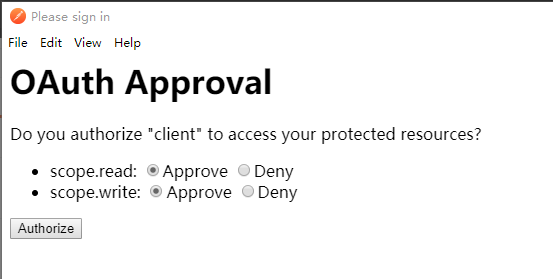 Please sign in
File Edit View Help
OAuth Approval
Do you authorize "client" to access your protected resources?
scope.read: Approve Deny
scope.write: Approve Deny
Authorize